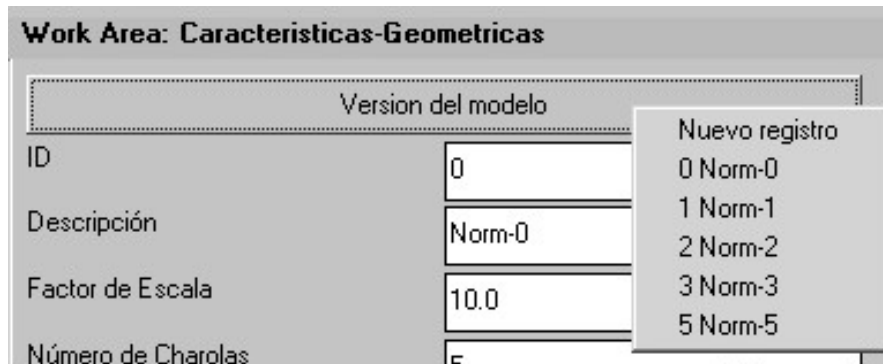 Work Area: Caracteristicas-Geometricas
Version del modelo
ID
0
Descripción
Norm-0
Factor de Escala
10.0
Número de Charolas
5
Nuevo registro
0 Norm-0
1 Norm-1
2 Norm-2
3 Norm-3
5 Norm-5